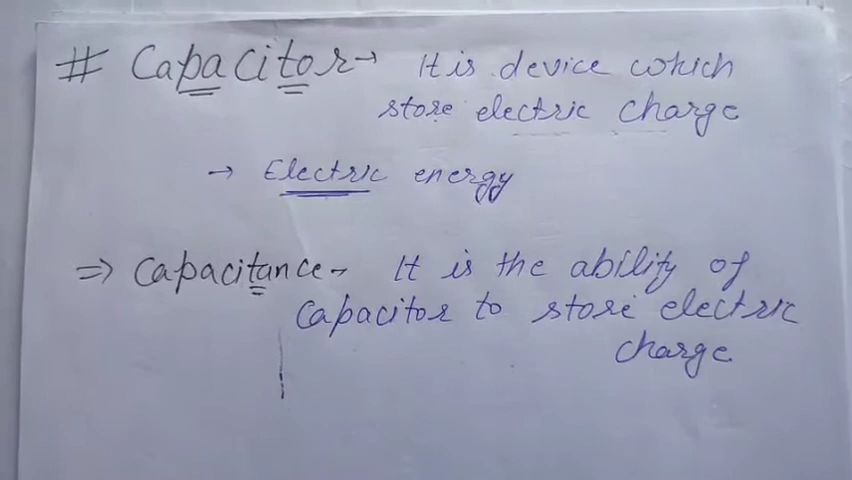 # Capacitor → It is device which
store electric charge
→ Electric energy
⇒ Capacitance - It is the ability of
Capacitor to store electric
charge